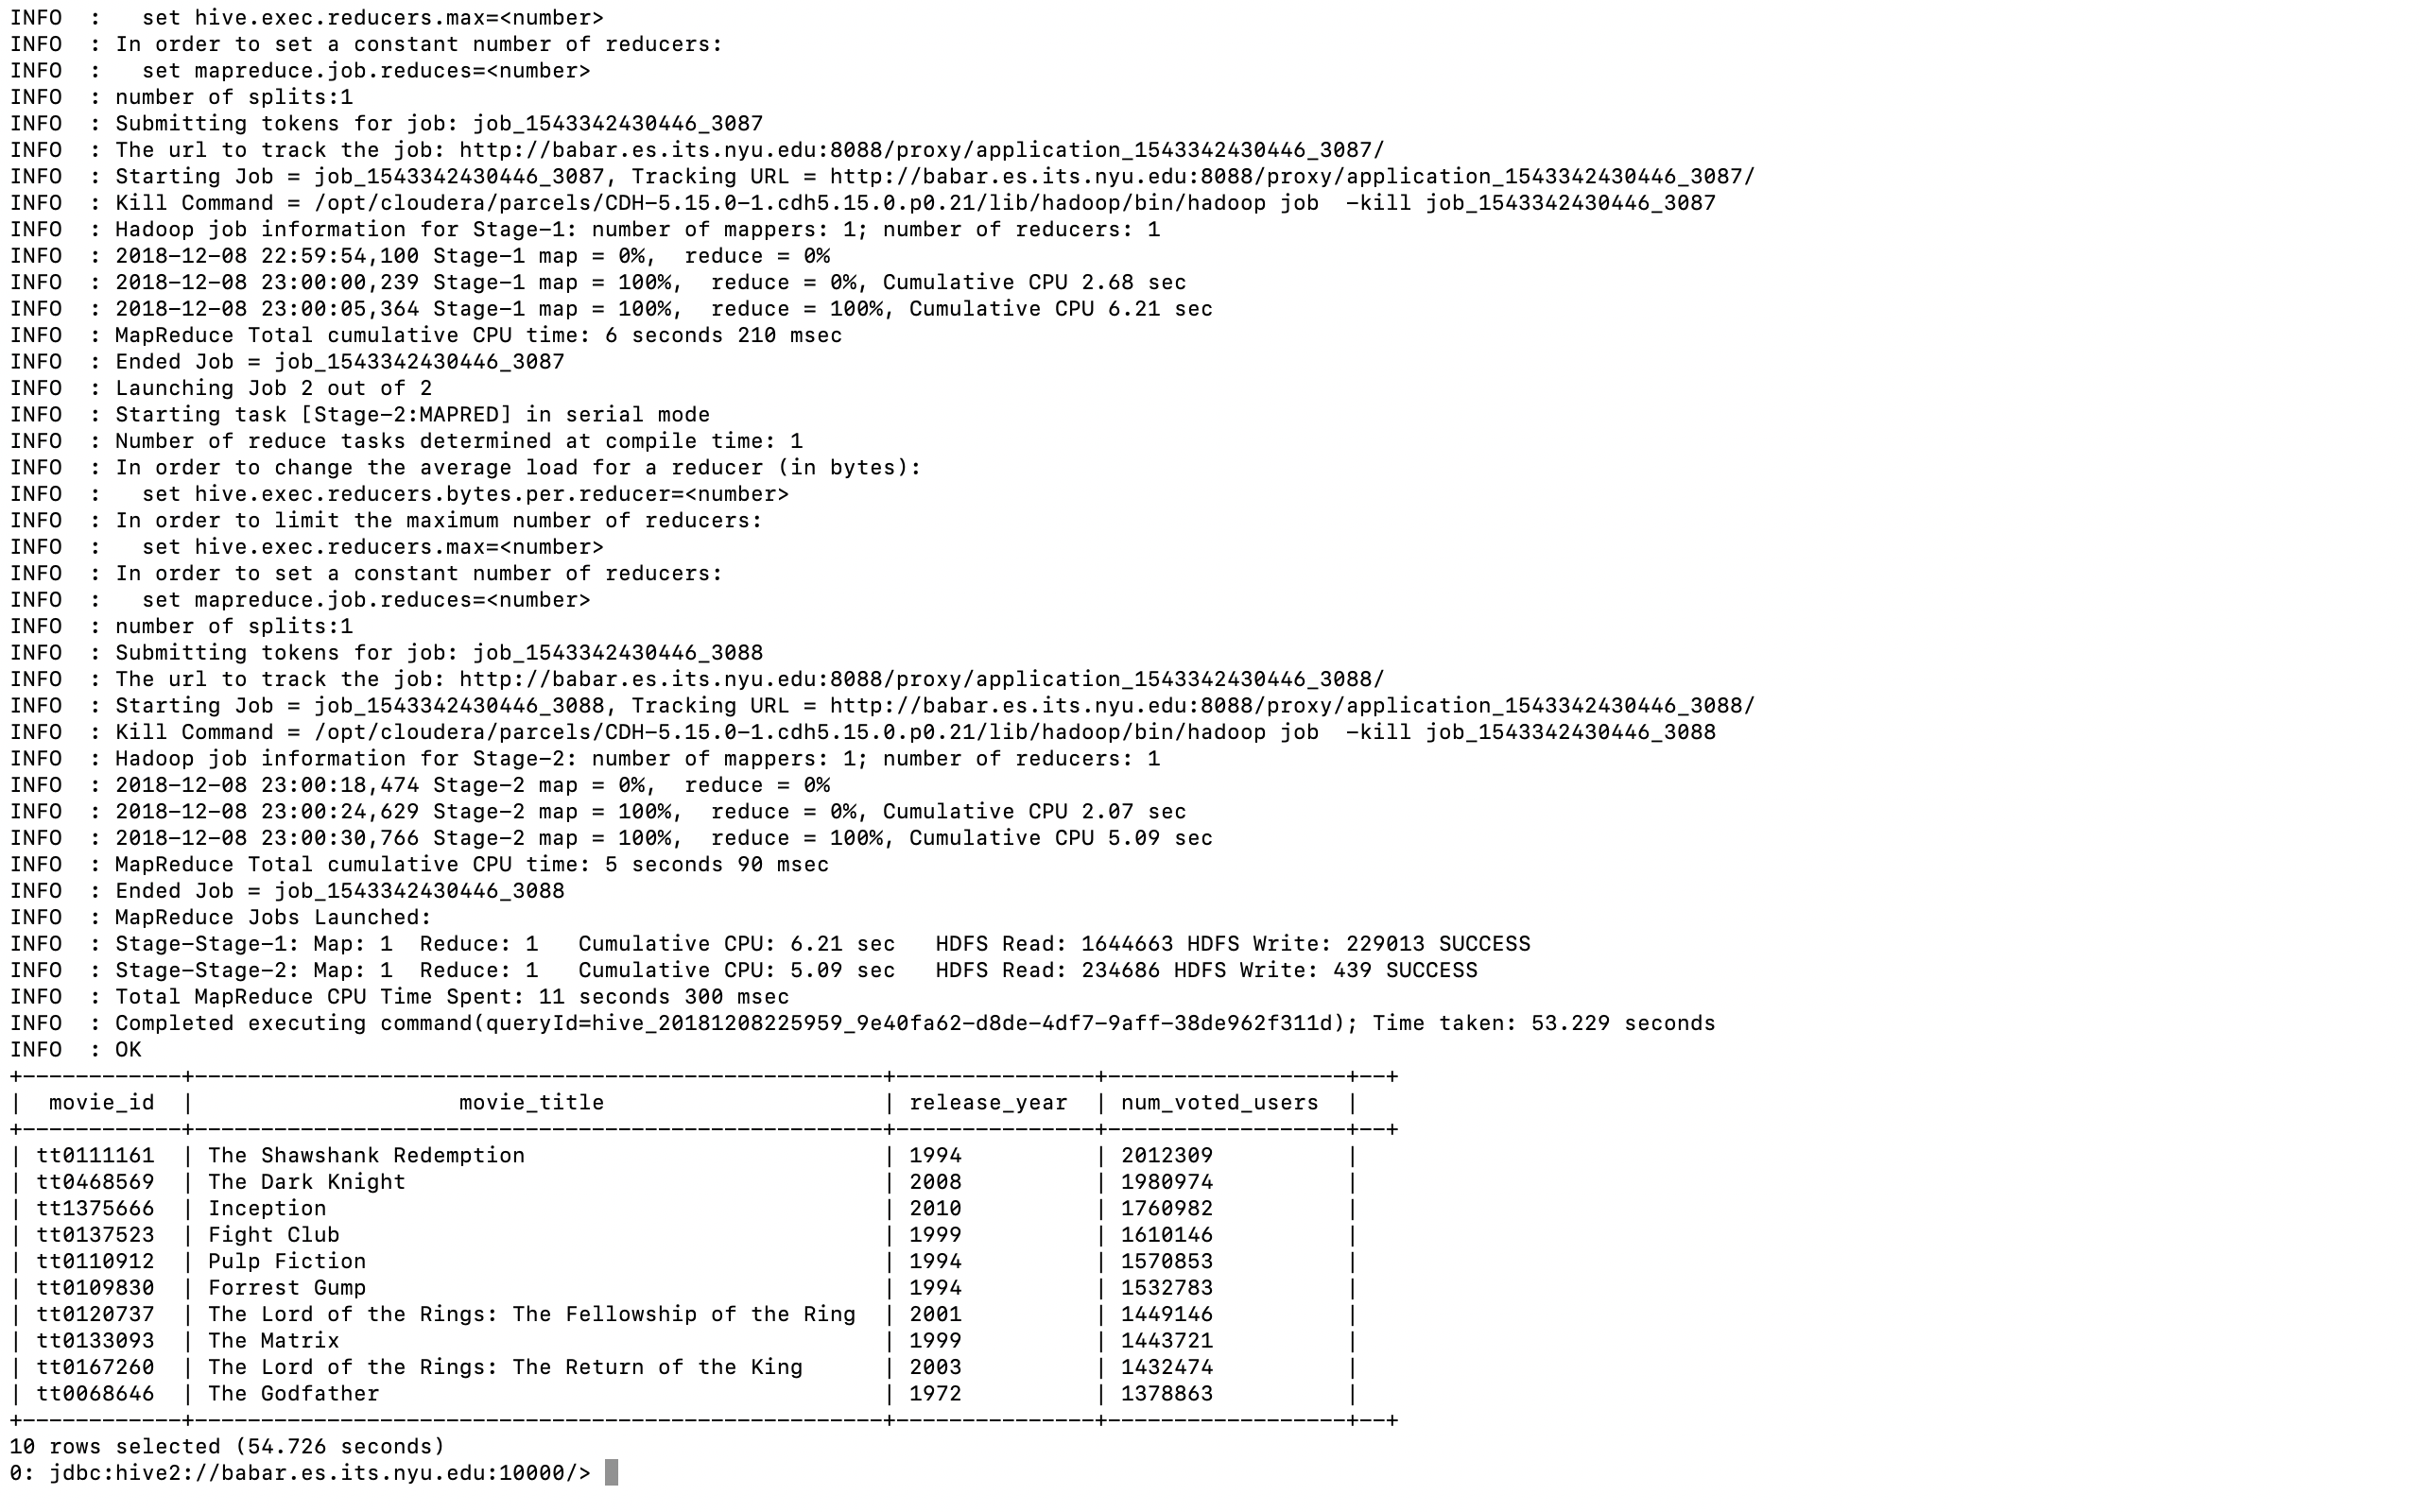 INFO  :   set hive.exec.reducers.max=<number>
INFO  : In order to set a constant number of reducers:
INFO  :   set mapreduce.job.reduces=<number>
INFO  : number of splits:1
INFO  : Submitting tokens for job: job_1543342430446_3087
INFO  : The url to track the job: http://babar.es.its.nyu.edu:8088/proxy/application_1543342430446_3087/
INFO  : Starting Job = job_1543342430446_3087, Tracking URL = http://babar.es.its.nyu.edu:8088/proxy/application_1543342430446_3087/
INFO  : Kill Command = /opt/cloudera/parcels/CDH-5.15.0-1.cdh5.15.0.p0.21/lib/hadoop/bin/hadoop job  -kill job_1543342430446_3087
INFO  : Hadoop job information for Stage-1: number of mappers: 1; number of reducers: 1
INFO  : 2018-12-08 22:59:54,100 Stage-1 map = 0%,  reduce = 0%
INFO  : 2018-12-08 23:00:00,239 Stage-1 map = 100%,  reduce = 0%, Cumulative CPU 2.68 sec
INFO  : 2018-12-08 23:00:05,364 Stage-1 map = 100%,  reduce = 100%, Cumulative CPU 6.21 sec
INFO  : MapReduce Total cumulative CPU time: 6 seconds 210 msec
INFO  : Ended Job = job_1543342430446_3087
INFO  : Launching Job 2 out of 2
INFO  : Starting task [Stage-2:MAPRED] in serial mode
INFO  : Number of reduce tasks determined at compile time: 1
INFO  : In order to change the average load for a reducer (in bytes):
INFO  :   set hive.exec.reducers.bytes.per.reducer=<number>
INFO  : In order to limit the maximum number of reducers:
INFO  :   set hive.exec.reducers.max=<number>
INFO  : In order to set a constant number of reducers:
INFO  :   set mapreduce.job.reduces=<number>
INFO  : number of splits:1
INFO  : Submitting tokens for job: job_1543342430446_3088
INFO  : The url to track the job: http://babar.es.its.nyu.edu:8088/proxy/application_1543342430446_3088/
INFO  : Starting Job = job_1543342430446_3088, Tracking URL = http://babar.es.its.nyu.edu:8088/proxy/application_1543342430446_3088/
INFO  : Kill Command = /opt/cloudera/parcels/CDH-5.15.0-1.cdh5.15.0.p0.21/lib/hadoop/bin/hadoop job  -kill job_1543342430446_3088
INFO  : Hadoop job information for Stage-2: number of mappers: 1; number of reducers: 1
INFO  : 2018-12-08 23:00:18,474 Stage-2 map = 0%,  reduce = 0%
INFO  : 2018-12-08 23:00:24,629 Stage-2 map = 100%,  reduce = 0%, Cumulative CPU 2.07 sec
INFO  : 2018-12-08 23:00:30,766 Stage-2 map = 100%,  reduce = 100%, Cumulative CPU 5.09 sec
INFO  : MapReduce Total cumulative CPU time: 5 seconds 90 msec
INFO  : Ended Job = job_1543342430446_3088
INFO  : MapReduce Jobs Launched:
INFO  : Stage-Stage-1: Map: 1  Reduce: 1   Cumulative CPU: 6.21 sec   HDFS Read: 1644663 HDFS Write: 229013 SUCCESS
INFO  : Stage-Stage-2: Map: 1  Reduce: 1   Cumulative CPU: 5.09 sec   HDFS Read: 234686 HDFS Write: 439 SUCCESS
INFO  : Total MapReduce CPU Time Spent: 11 seconds 300 msec
INFO  : Completed executing command(queryId=hive_20181208225959_9e40fa62-d8de-4df7-9aff-38de962f311d); Time taken: 53.229 seconds
INFO  : OK
+------------+----------------------------------------------------+---------------+------------------+--+
|  movie_id  |                    movie_title                     | release_year  | num_voted_users  |
+------------+----------------------------------------------------+---------------+------------------+--+
| tt0111161  | The Shawshank Redemption                           | 1994          | 2012309          |
| tt0468569  | The Dark Knight                                    | 2008          | 1980974          |
| tt1375666  | Inception                                          | 2010          | 1760982          |
| tt0137523  | Fight Club                                         | 1999          | 1610146          |
| tt0110912  | Pulp Fiction                                       | 1994          | 1570853          |
| tt0109830  | Forrest Gump                                       | 1994          | 1532783          |
| tt0120737  | The Lord of the Rings: The Fellowship of the Ring  | 2001          | 1449146          |
| tt0133093  | The Matrix                                         | 1999          | 1443721          |
| tt0167260  | The Lord of the Rings: The Return of the King      | 2003          | 1432474          |
| tt0068646  | The Godfather                                      | 1972          | 1378863          |
+------------+----------------------------------------------------+---------------+------------------+--+
10 rows selected (54.726 seconds)
0: jdbc:hive2://babar.es.its.nyu.edu:10000/>